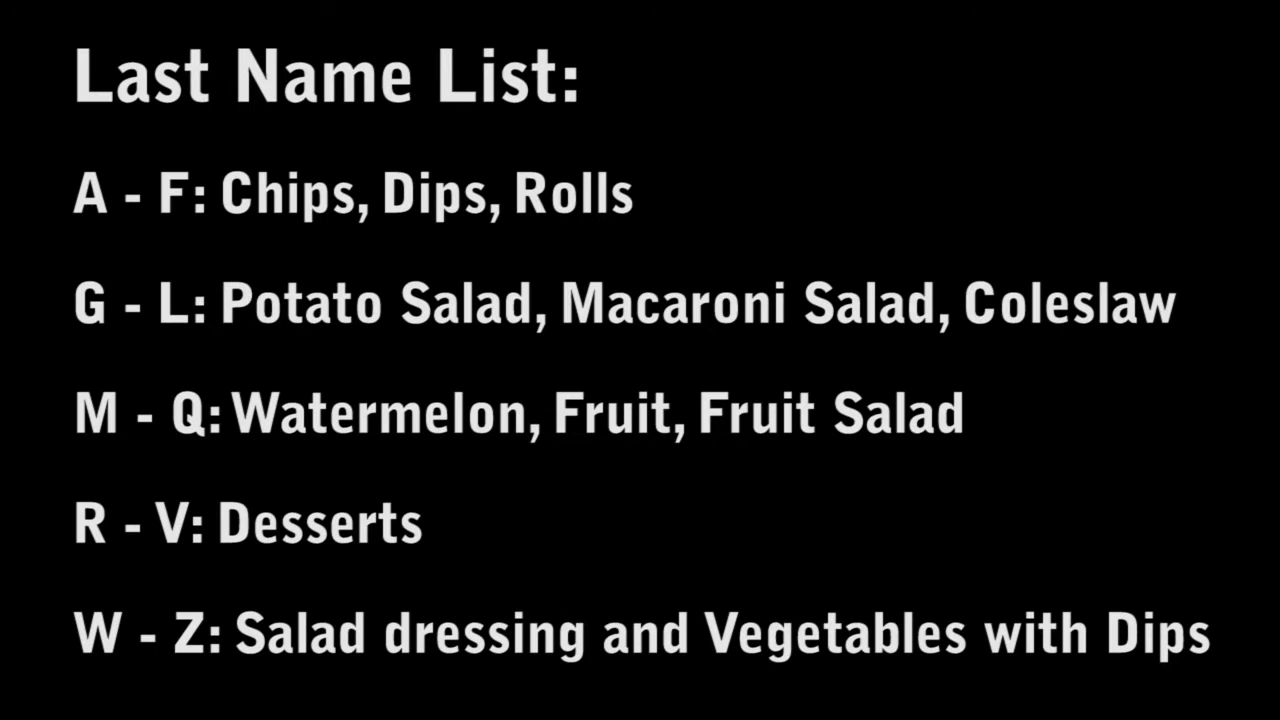 Last Name List:
A - F: Chips, Dips, Rolls
G - L: Potato Salad, Macaroni Salad, Coleslaw
M - Q: Watermelon, Fruit, Fruit Salad
R - V: Desserts
W - Z: Salad dressing and Vegetables with Dips